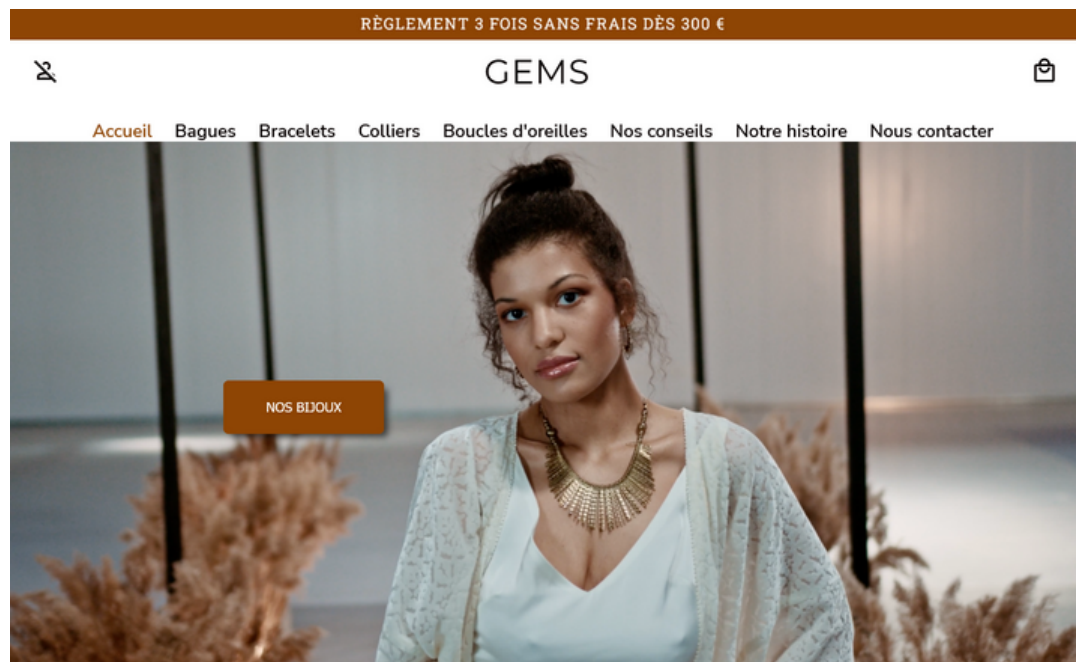 RÈGLEMENT 3 FOIS SANS FRAIS DÈS 300 €
GEMS
Accueil Bagues Bracelets Colliers Boucles d'oreilles Nos conseils Notre histoire Nous contacter
NOS BIJOUX